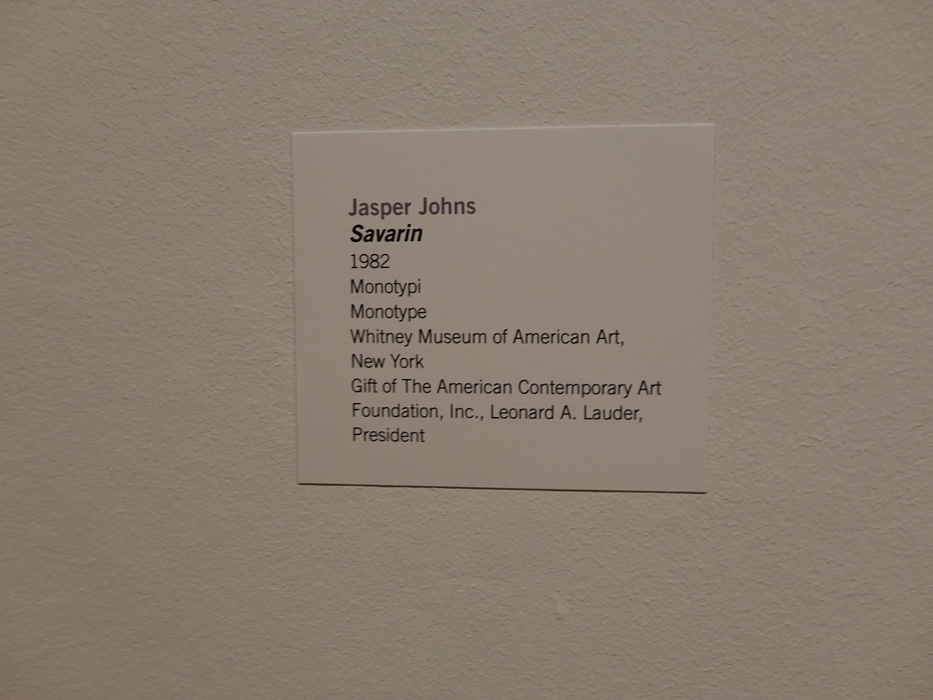 Jasper Johns
Savarin
1982
Monotypi
Monotype
Whitney Museum of American Art,
New York
Gift of The American Contemporary Art
Foundation, Inc., Leonard A. Lauder,
President